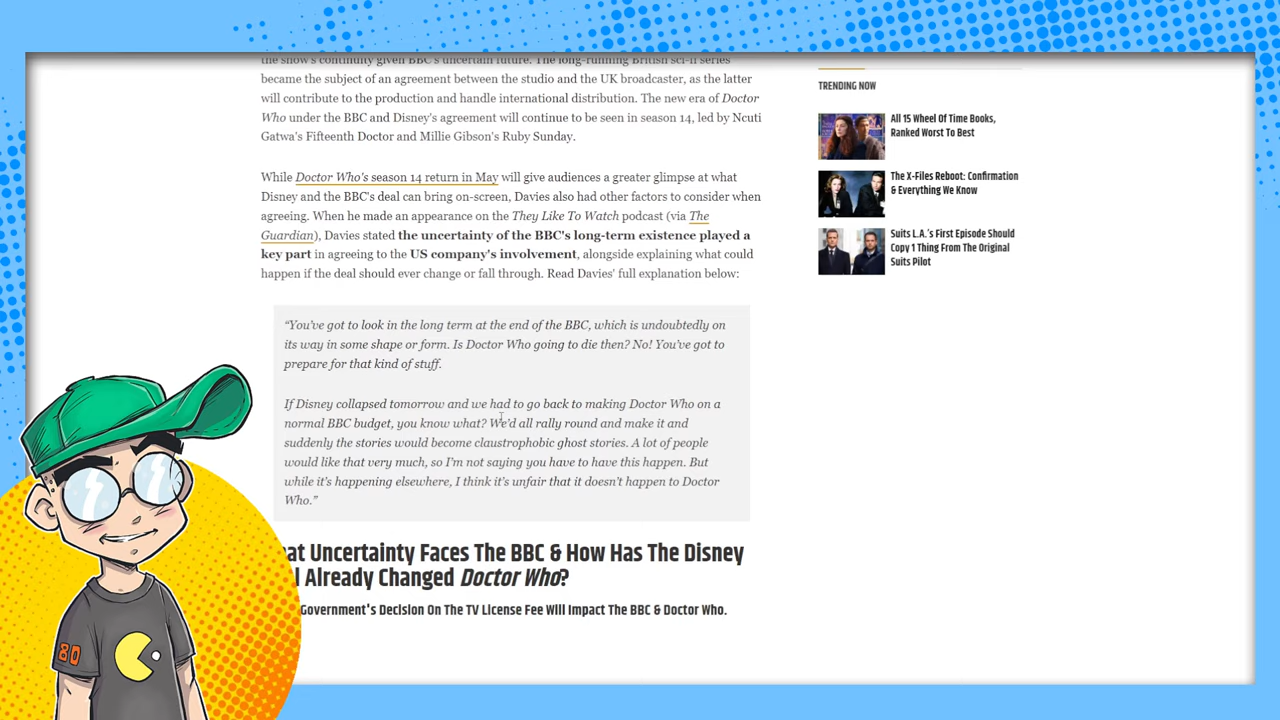 the show's continuity given BBC's uncertain future. The long-running British sci-fi series
became the subject of an agreement between the studio and the UK broadcaster, as the latter
will contribute to the production and handle international distribution. The new era of Doctor
Who under the BBC and Disney's agreement will continue to be seen in season 14, led by Ncuti
Gatwa's Fifteenth Doctor and Millie Gibson's Ruby Sunday.
While Doctor Who's season 14 return in May will give audiences a greater glimpse at what
Disney and the BBC's deal can bring on-screen, Davies also had other factors to consider when
agreeing. When he made an appearance on the They Like To Watch podcast (via The
Guardian), Davies stated the uncertainty of the BBC's long-term existence played a
key part in agreeing to the US company's involvement, alongside explaining what could
happen if the deal should ever change or fall through. Read Davies' full explanation below:
"You've got to look in the long term at the end of the BBC, which is undoubtedly on
its way in some shape or form. Is Doctor Who going to die then? No! You've got to
prepare for that kind of stuff.
If Disney collapsed tomorrow and we had to go back to making Doctor Who on a
normal BBC budget, you know what? We'd all rally round and make it and
suddenly the stories would become claustrophobic ghost stories. A lot of people
would like that very much, so I'm not saying you have to have this happen. But
while it's happening elsewhere, I think it's unfair that it doesn't happen to Doctor
Who."
at Uncertainty Faces The BBC & How Has The Disney
l Already Changed Doctor Who?
Government's Decision On The TV License Fee Will Impact The BBC & Doctor Who.
TRENDING NOW
All 15 Wheel Of Time Books,
Ranked Worst To Best
The X-Files Reboot: Confirmation
& Everything We Know
Suits L.A.'s First Episode Should
Copy 1 Thing From The Original
Suits Pilot
80